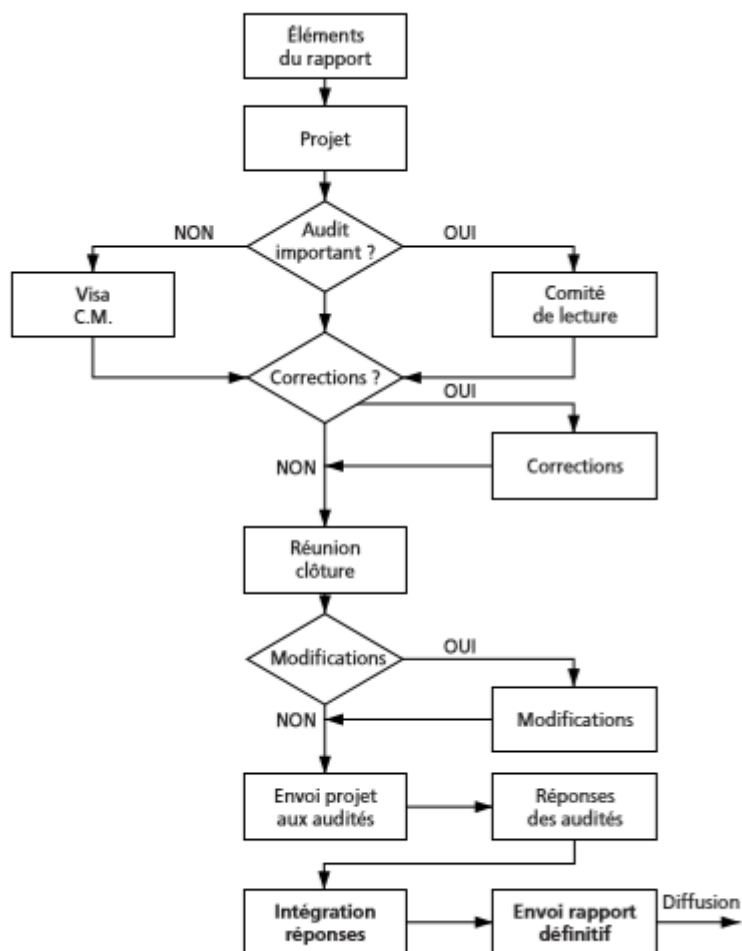 Éléments
du rapport
Projet
Audit
important ?
NON
OUI
Visa
C.M.
Comité
de lecture
Corrections ?
OUI
Corrections
NON
Réunion
clôture
Modifications
OUI
Modifications
NON
Envoi projet
aux audités
Réponses
des audités
Intégration
réponses
Envoi rapport
définitif
Diffusion